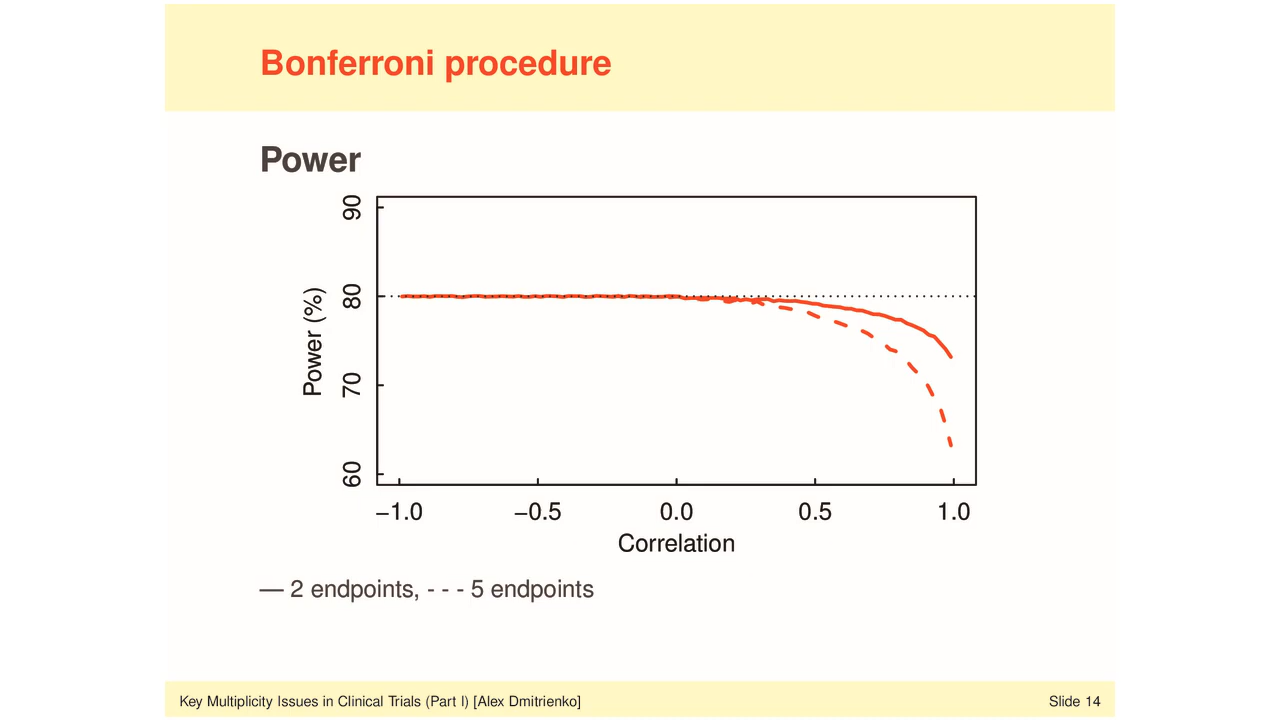 Bonferroni procedure
Power
90
80
70
60
Power (%)
−1.0 −0.5 0.0 0.5 1.0
Correlation
— 2 endpoints, - - - 5 endpoints
Key Multiplicity Issues in Clinical Trials (Part I) [Alex Dmitrienko] Slide 14